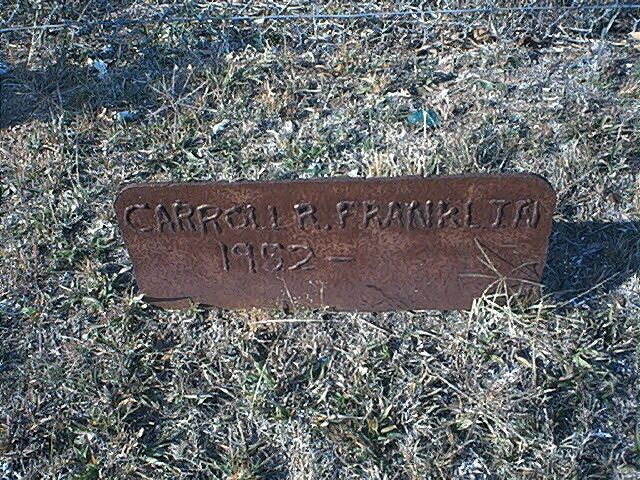 CARROLL R. FRANKLIN
1952 -